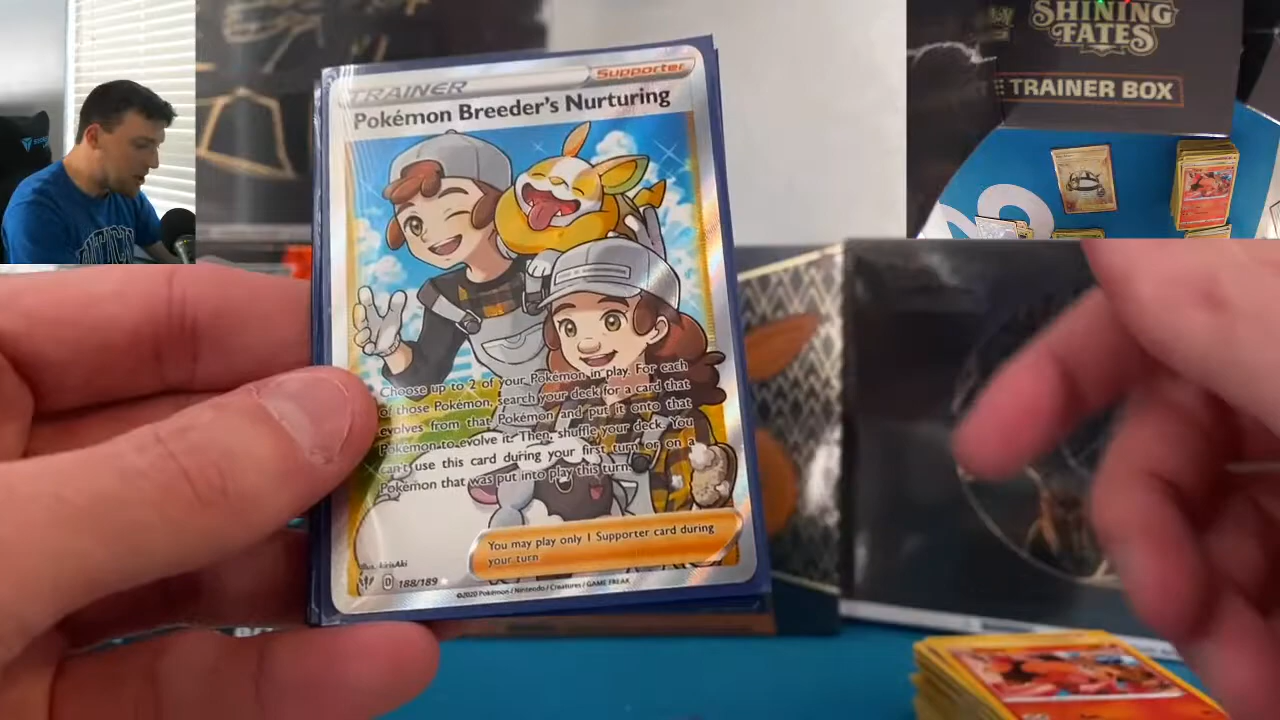 SHINING
FATES
TRAINER BOX
TRAINER
Supporter
Pokémon Breeder's Nurturing
Choose up to 2 of your Pokémon in play. For each
of those Pokémon, search your deck for a card that
evolves from that Pokémon and put it onto that
Pokémon to evolve it. Then, shuffle your deck. You
can't use this card during your first turn or on a
Pokémon that was put into play this turn.
You may play only 1 Supporter card during
your turn.
Illus. kirisAki
D 188/189
©2020 Pokémon / Nintendo / Creatures / GAME FREAK